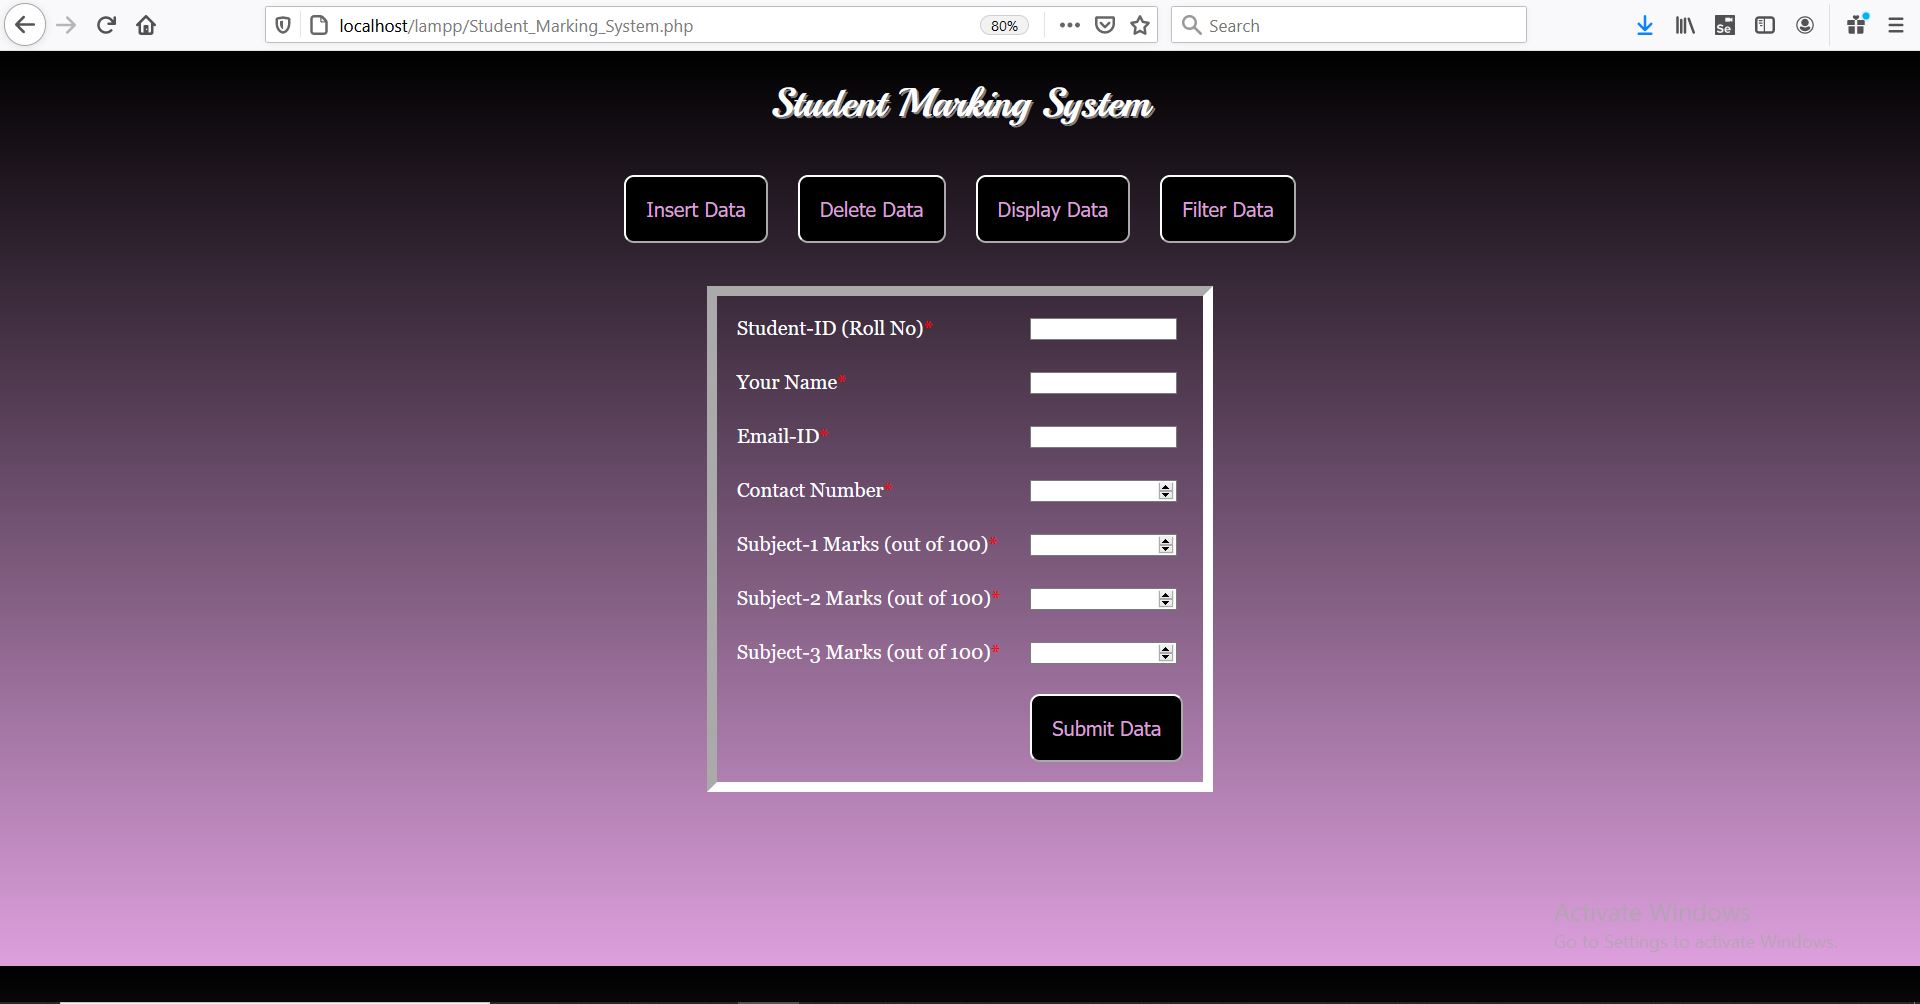 localhost/lampp/Student_Marking_System.php
80%
Search
Se
Student Marking System
Insert Data
Delete Data
Display Data
Filter Data
Student-ID (Roll No)*
Your Name*
Email-ID*
Contact Number*
Subject-1 Marks (out of 100)*
Subject-2 Marks (out of 100)*
Subject-3 Marks (out of 100)*
Submit Data
Activate Windows
Go to Settings to activate Windows.